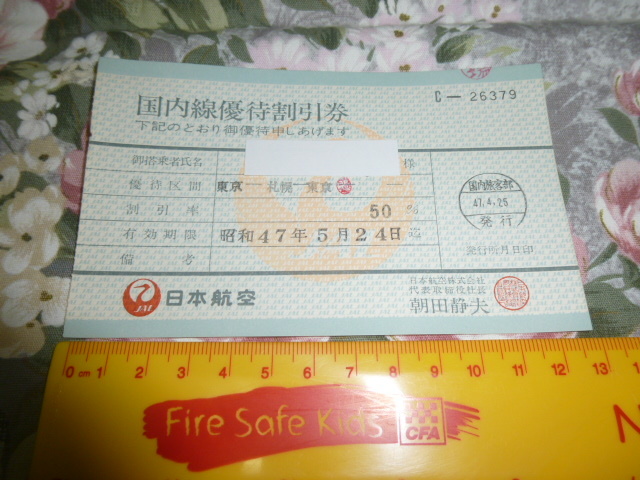 C― 26379
国内線優待割引券
下記のとおり御優待申しあげます
御搭乗者氏名 様
優待区間 東京―札幌―東京 ― ―
割引率 50 %
有効期限 昭和47年5月24日迄
備考
国内旅客部
47.4.25
発行
発行所月日印
JAL
日本航空
日本航空株式会社
代表取締役社長
朝田静夫
0 cm 1 2 3 4 5 6 7 8 9 10 11 12 13
Fire Safe Kids
CFA